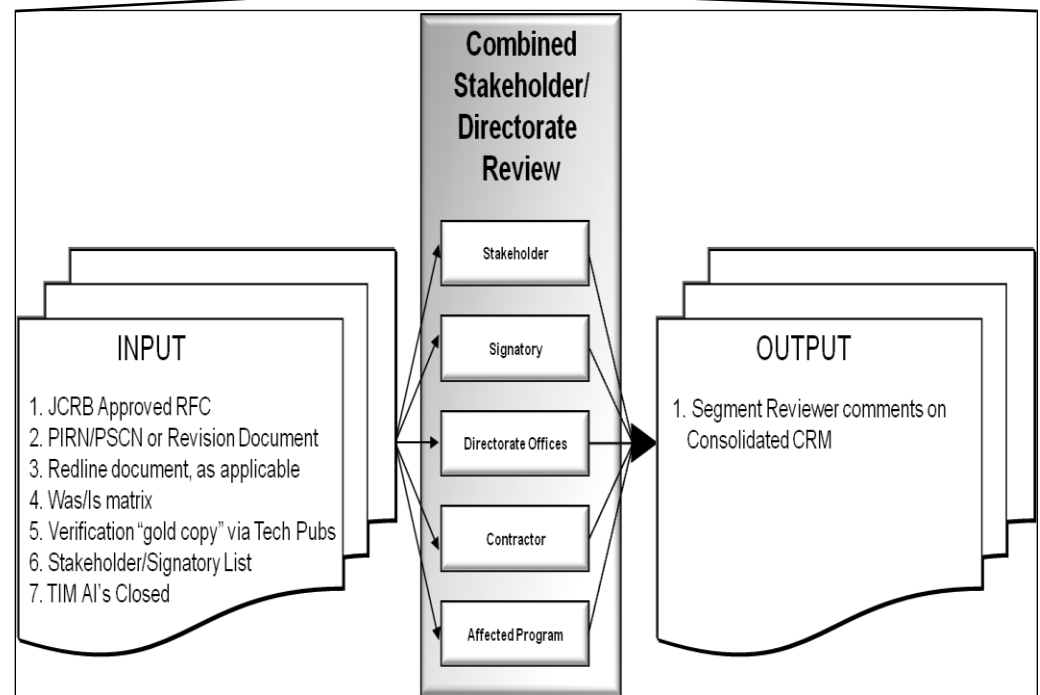 Combined
Stakeholder/
Directorate
Review
INPUT
1. JCRB Approved RFC
2. PIRN/PSCN or Revision Document
3. Redline document, as applicable
4. Was/Is matrix
5. Verification “gold copy” via Tech Pubs
6. Stakeholder/Signatory List
7. TIM AI's Closed
Stakeholder
Signatory
Directorate Offices
Contractor
Affected Program
OUTPUT
1. Segment Reviewer comments on
Consolidated CRM